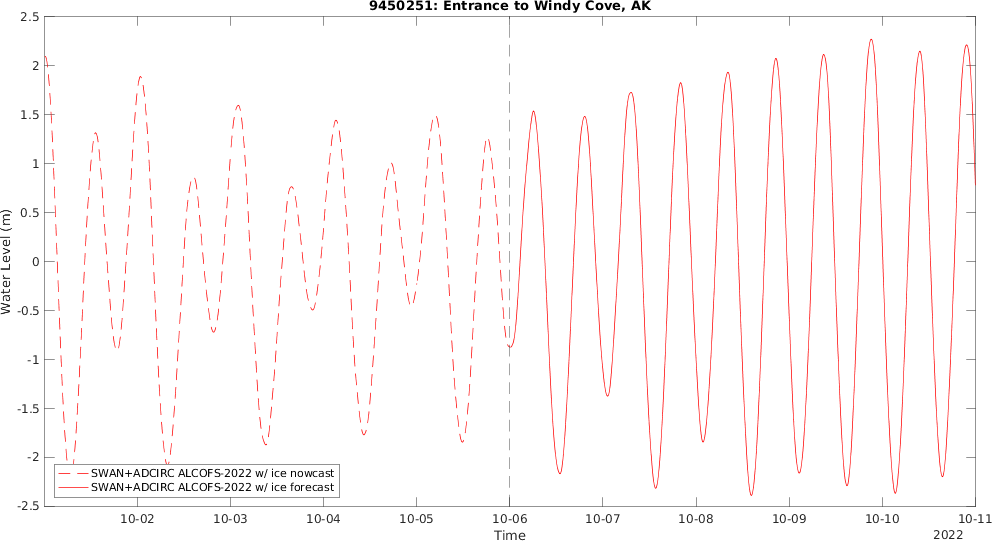 9450251: Entrance to Windy Cove, AK
2.5
2
1.5
1
0.5
0
-0.5
-1
-1.5
-2
-2.5
Water Level (m)
SWAN+ADCIRC ALCOFS-2022 w/ ice nowcast
SWAN+ADCIRC ALCOFS-2022 w/ ice forecast
10-02 10-03 10-04 10-05 10-06 10-07 10-08 10-09 10-10 10-11
Time
2022